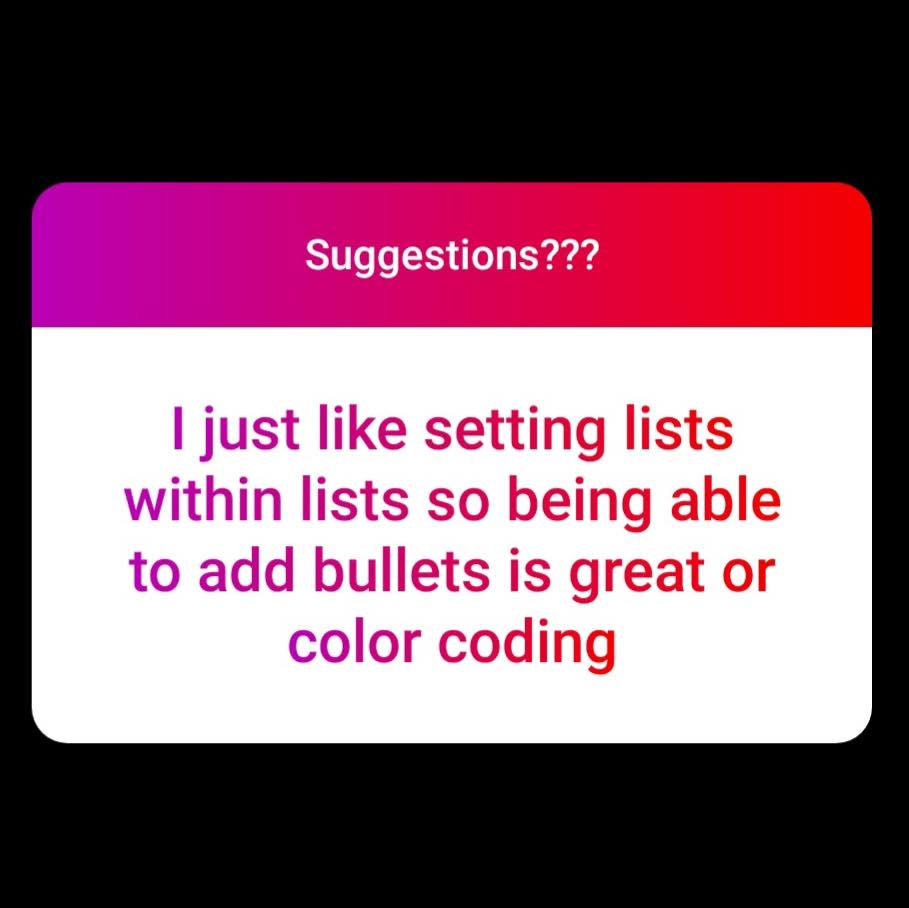 Suggestions???
I just like setting lists
within lists so being able
to add bullets is great or
color coding